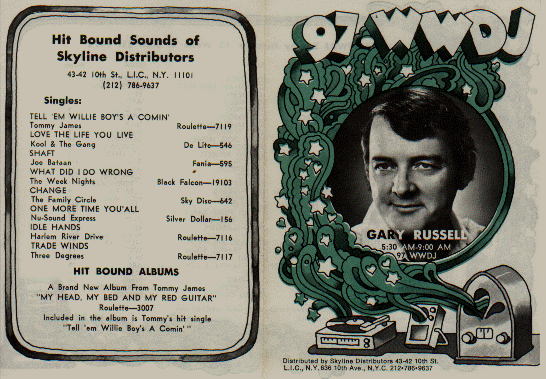 Hit Bound Sounds of
Skyline Distributors
43-42 10th St., L.I.C., N.Y. 11101
(212) 786-9637
Singles:
TELL 'EM WILLIE BOY'S A COMIN'
Tommy James Roulette—7119
LOVE THE LIFE YOU LIVE
Kool & The Gang De Lite—546
SHAFT
Joe Bataan Fania—595
WHAT DID I DO WRONG
The Week Nights Black Falcon—19103
CHANGE
The Family Circle Sky Disc—642
ONE MORE TIME YOU'ALL
Nu-Sound Express Silver Dollar—156
IDLE HANDS
Harlem River Drive Roulette—7116
TRADE WINDS
Three Degrees Roulette—7117
HIT BOUND ALBUMS
A Brand New Album From Tommy James
"MY HEAD, MY BED AND MY RED GUITAR"
Roulette—3007
Included in the album is Tommy's hit single
"Tell 'em Willie Boy's A Comin' "
97·WWDJ
GARY RUSSELL
5:30 AM-9:00 AM
97 WWDJ
Distributed by Skyline Distributors 43-42 10th St.
L.I.C., N.Y. 636 10th Ave., N.Y.C. 212•786•9637